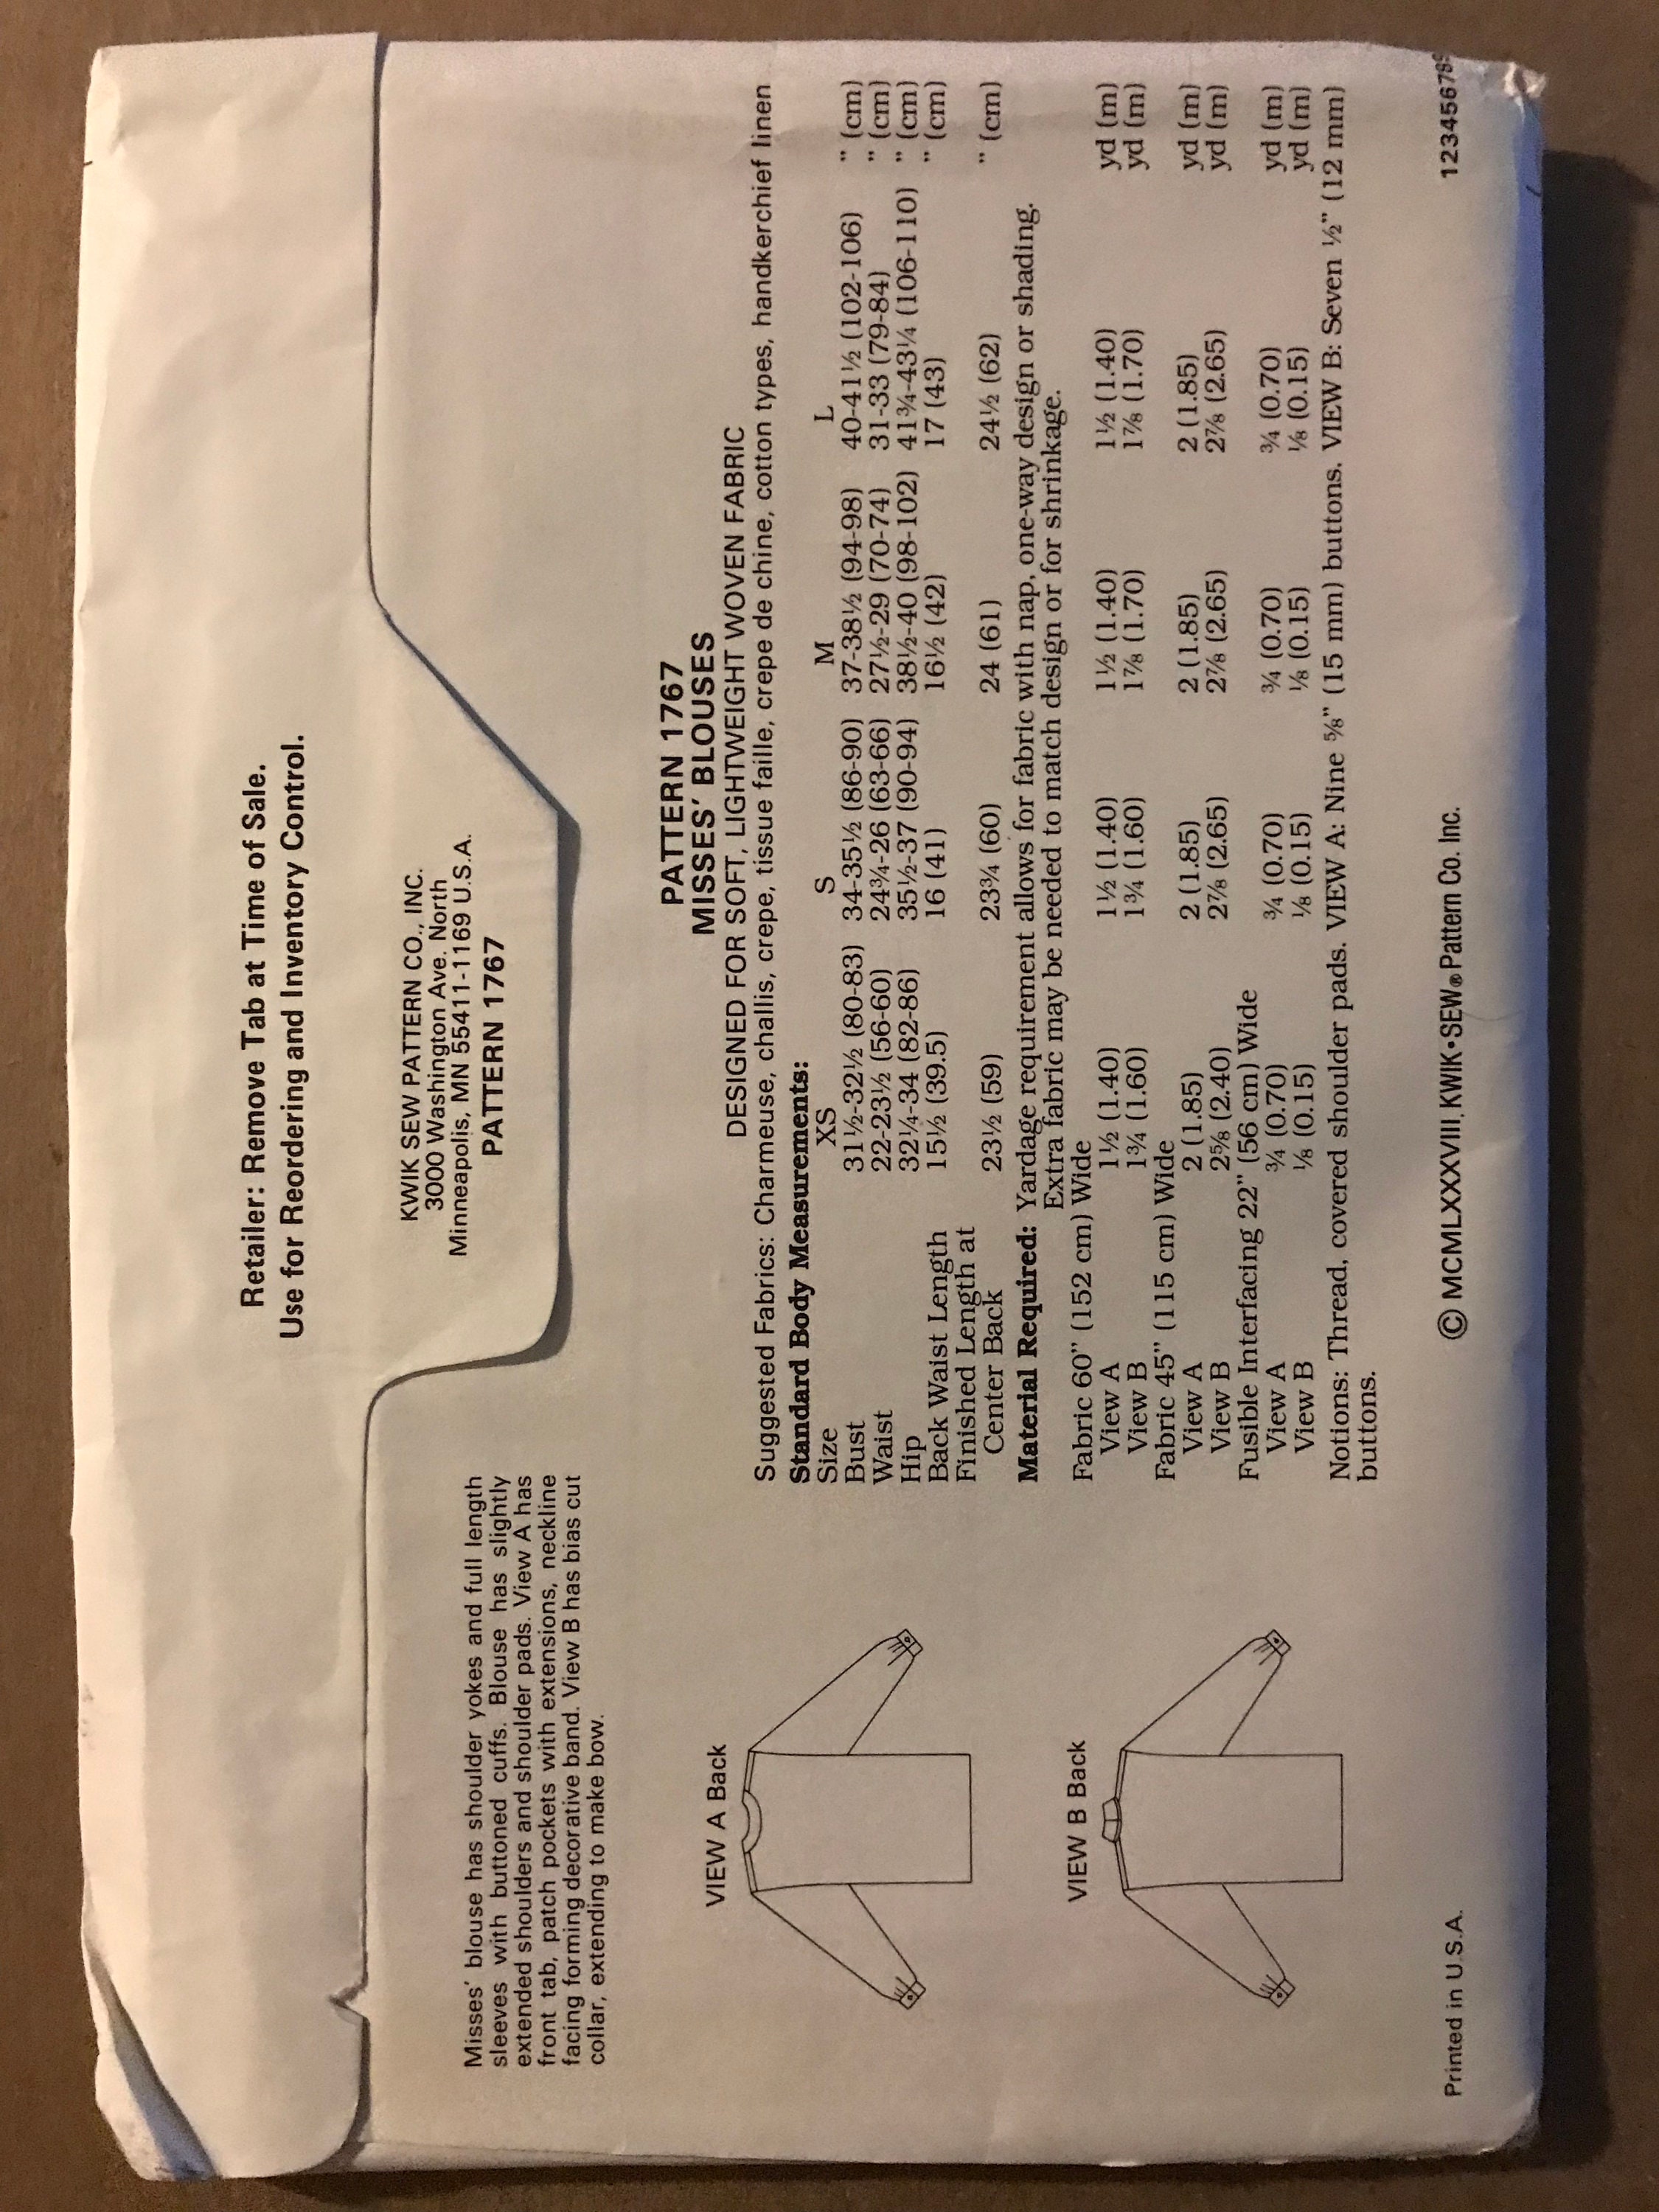 Retailer: Remove Tab at Time of Sale.
Use for Reordering and Inventory Control.
KWIK SEW PATTERN CO., INC.
3000 Washington Ave. North
Minneapolis, MN 55411-1169 U.S.A.
PATTERN 1767
Misses' blouse has shoulder yokes and full length
sleeves with buttoned cuffs. Blouse has slightly
extended shoulders and shoulder pads. View A has
front tab, patch pockets with extensions, neckline
facing forming decorative band. View B has bias cut
collar, extending to make bow.
VIEW A Back
VIEW B Back
PATTERN 1767
MISSES' BLOUSES
DESIGNED FOR SOFT, LIGHTWEIGHT WOVEN FABRIC
Suggested Fabrics: Charmeuse, challis, crepe, tissue faille, crepe de chine, cotton types, handkerchief linen
Standard Body Measurements:
Size XS S M L
Bust 31½-32½ (80-83) 34-35½ (86-90) 37-38½ (94-98) 40-41½ (102-106) " (cm)
Waist 22-23½ (56-60) 24¾-26 (63-66) 27½-29 (70-74) 31-33 (79-84) " (cm)
Hip 32¼-34 (82-86) 35½-37 (90-94) 38½-40 (98-102) 41¾-43¼ (106-110) " (cm)
Back Waist Length 15½ (39.5) 16 (41) 16½ (42) 17 (43) " (cm)
Finished Length at
Center Back 23½ (59) 23¾ (60) 24 (61) 24½ (62) " (cm)
Material Required: Yardage requirement allows for fabric with nap, one-way design or shading.
Extra fabric may be needed to match design or for shrinkage.
Fabric 60" (152 cm) Wide
View A 1½ (1.40) 1½ (1.40) 1½ (1.40) 1½ (1.40) yd (m)
View B 1¾ (1.60) 1¾ (1.60) 1⅞ (1.70) 1⅞ (1.70) yd (m)
Fabric 45" (115 cm) Wide
View A 2 (1.85) 2 (1.85) 2 (1.85) 2 (1.85) yd (m)
View B 2⅝ (2.40) 2⅞ (2.65) 2⅞ (2.65) 2⅞ (2.65) yd (m)
Fusible Interfacing 22" (56 cm) Wide
View A ¾ (0.70) ¾ (0.70) ¾ (0.70) ¾ (0.70) yd (m)
View B ⅛ (0.15) ⅛ (0.15) ⅛ (0.15) ⅛ (0.15) yd (m)
Notions: Thread, covered shoulder pads. VIEW A: Nine ⅝" (15 mm) buttons. VIEW B: Seven ½" (12 mm)
buttons.
Printed in U.S.A.
© MCMLXXXVIII, KWIK•SEW® Pattern Co. Inc.
123456789